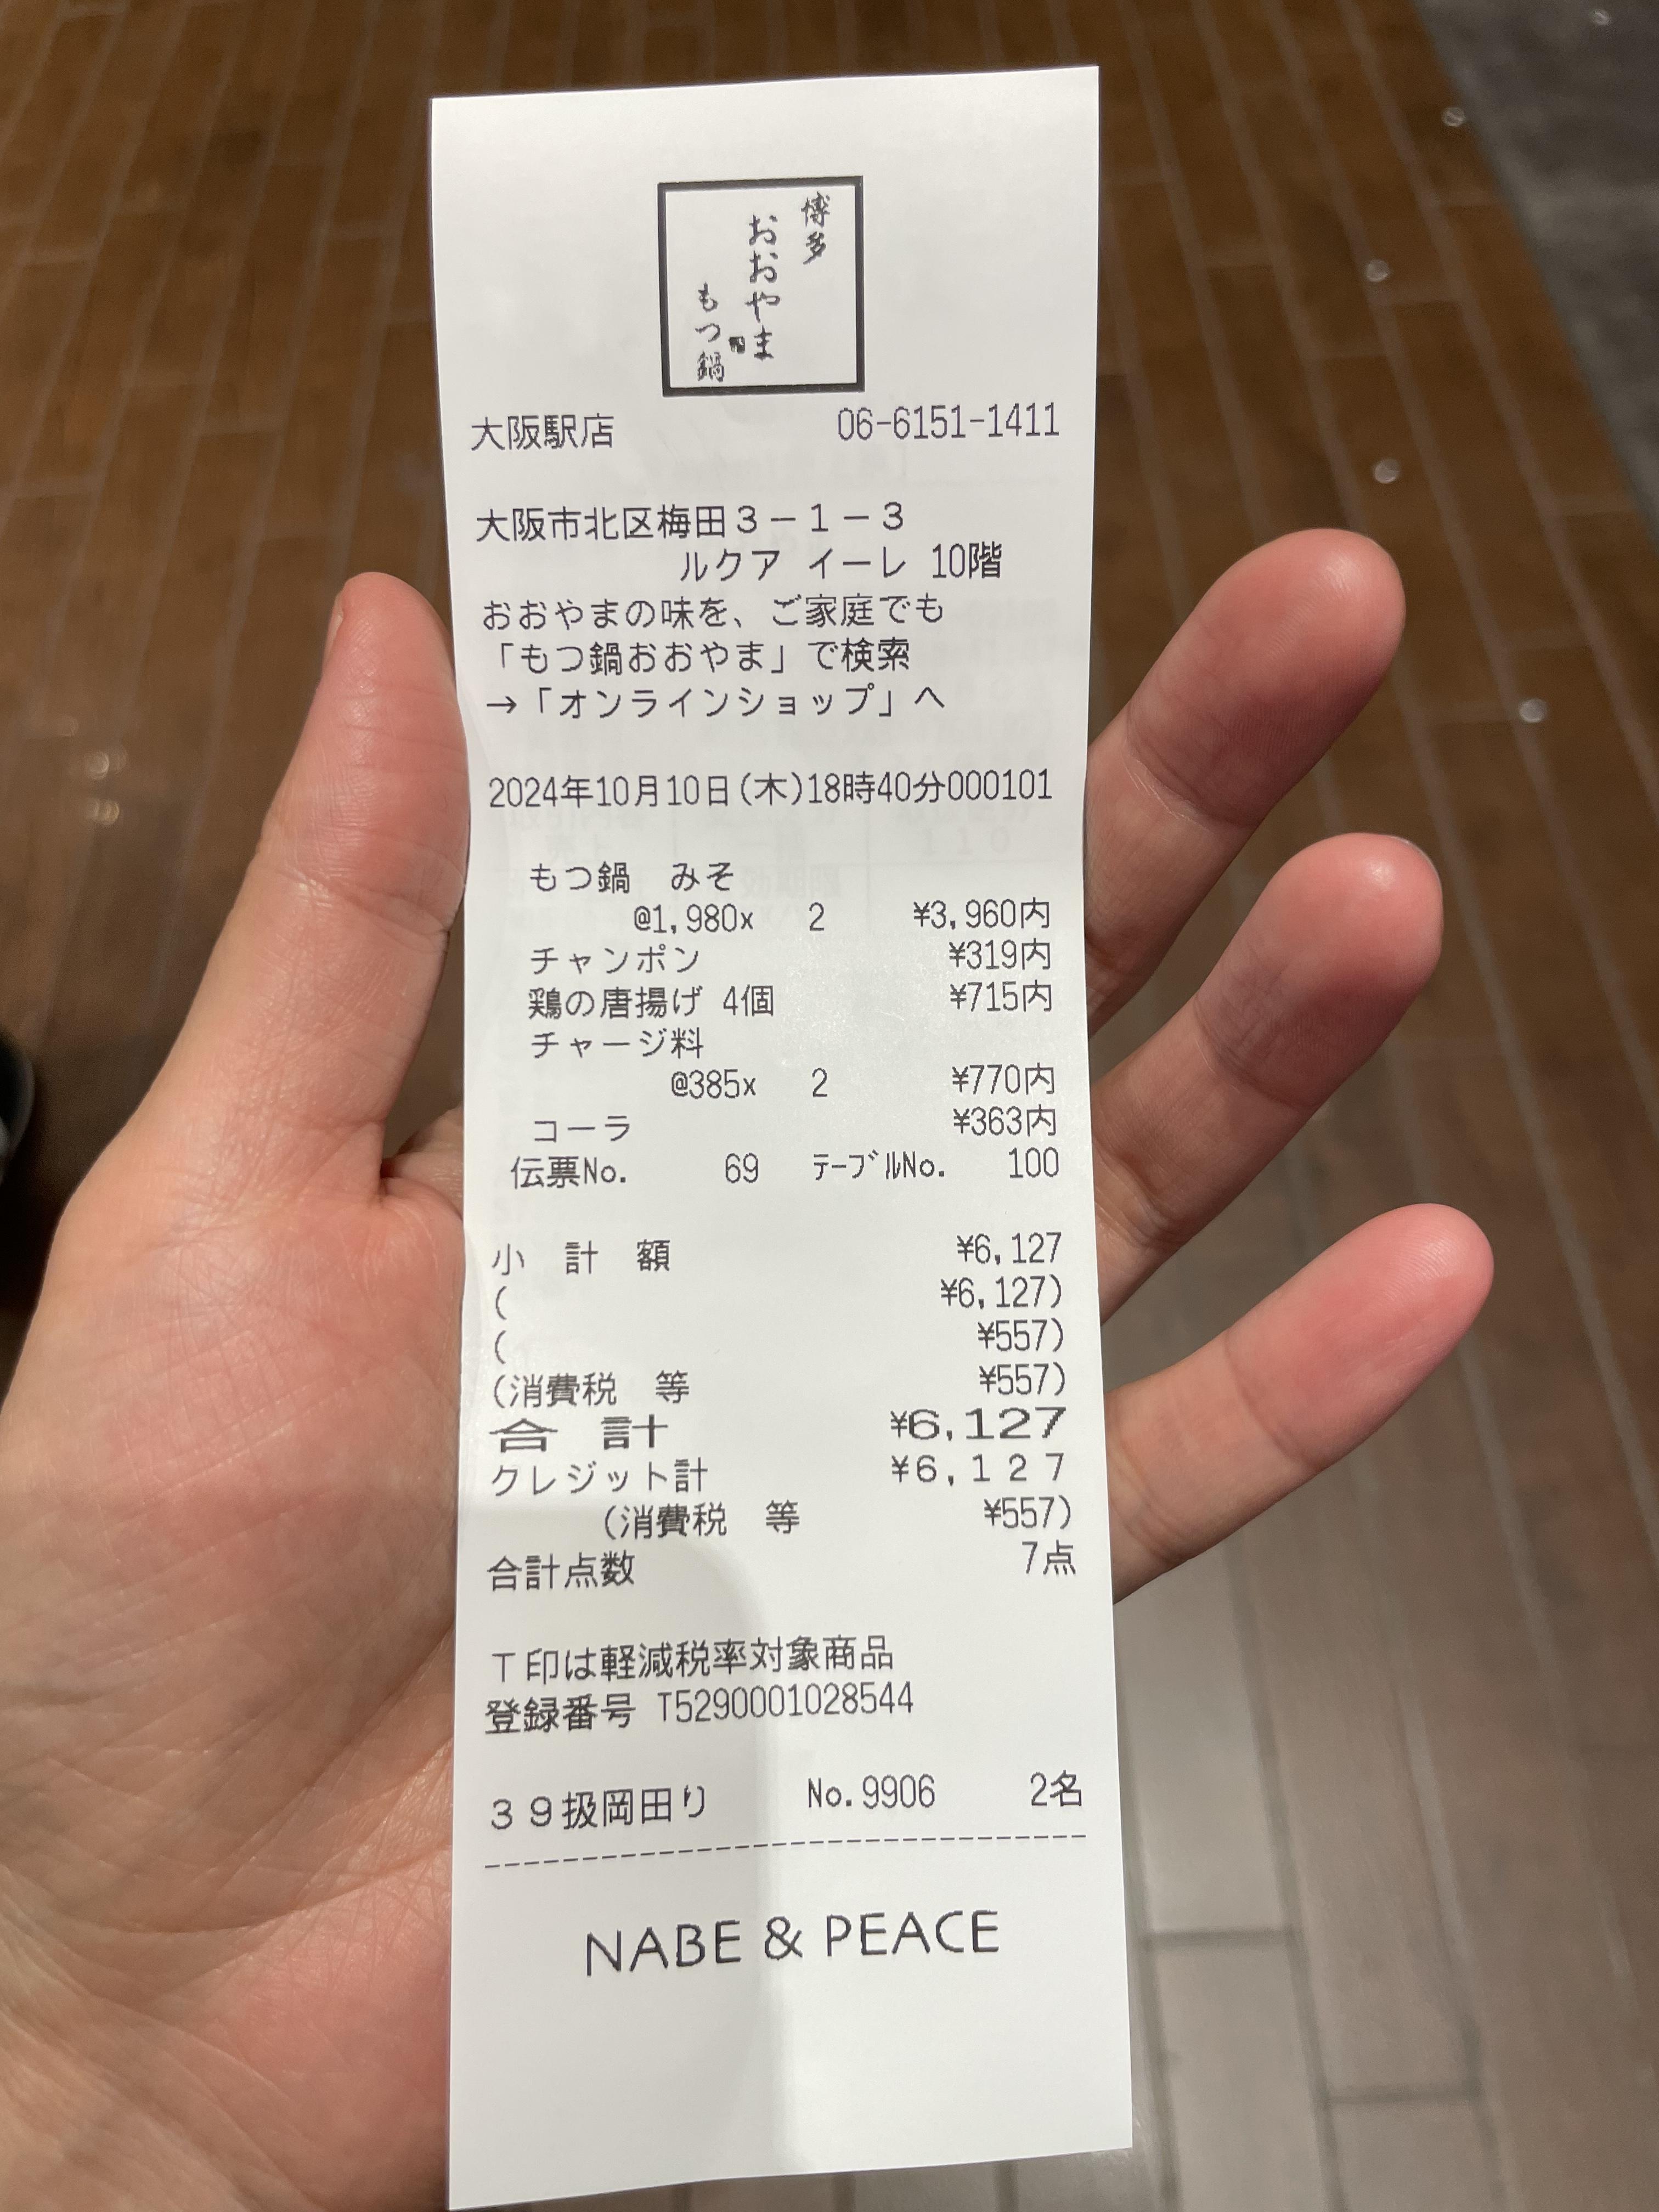 博多
おおやま
もつ鍋
大阪駅店 06-6151-1411
大阪市北区梅田3-1-3
ルクア イーレ 10階
おおやまの味を、ご家庭でも
「もつ鍋おおやま」で検索
→「オンラインショップ」へ
2024年10月10日(木)18時40分000101
もつ鍋 みそ
@1,980x 2 ¥3,960内
チャンポン ¥319内
鶏の唐揚げ 4個 ¥715内
チャージ料
@385x 2 ¥770内
コーラ ¥363内
伝票No. 69 テーブルNo. 100
小 計 額 ¥6,127
( ¥6,127)
( ¥557)
(消費税 等 ¥557)
合 計 ¥6,127
クレジット計 ¥6,127
(消費税 等 ¥557)
合計点数 7点
T印は軽減税率対象商品
登録番号 T5290001028544
39扱岡田り No.9906 2名
NABE & PEACE